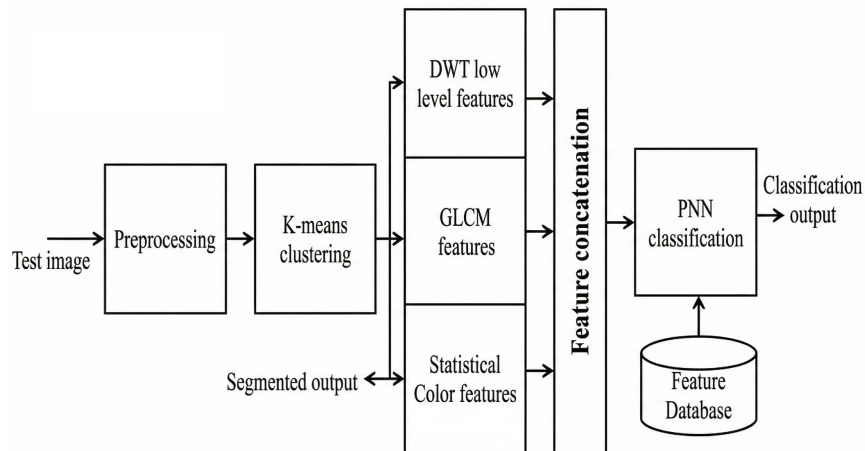 Test image
Preprocessing
K-means
clustering
Segmented output
DWT low
level features
GLCM
features
Statistical
Color features
Feature concatenation
PNN
classification
Classification
output
Feature
Database